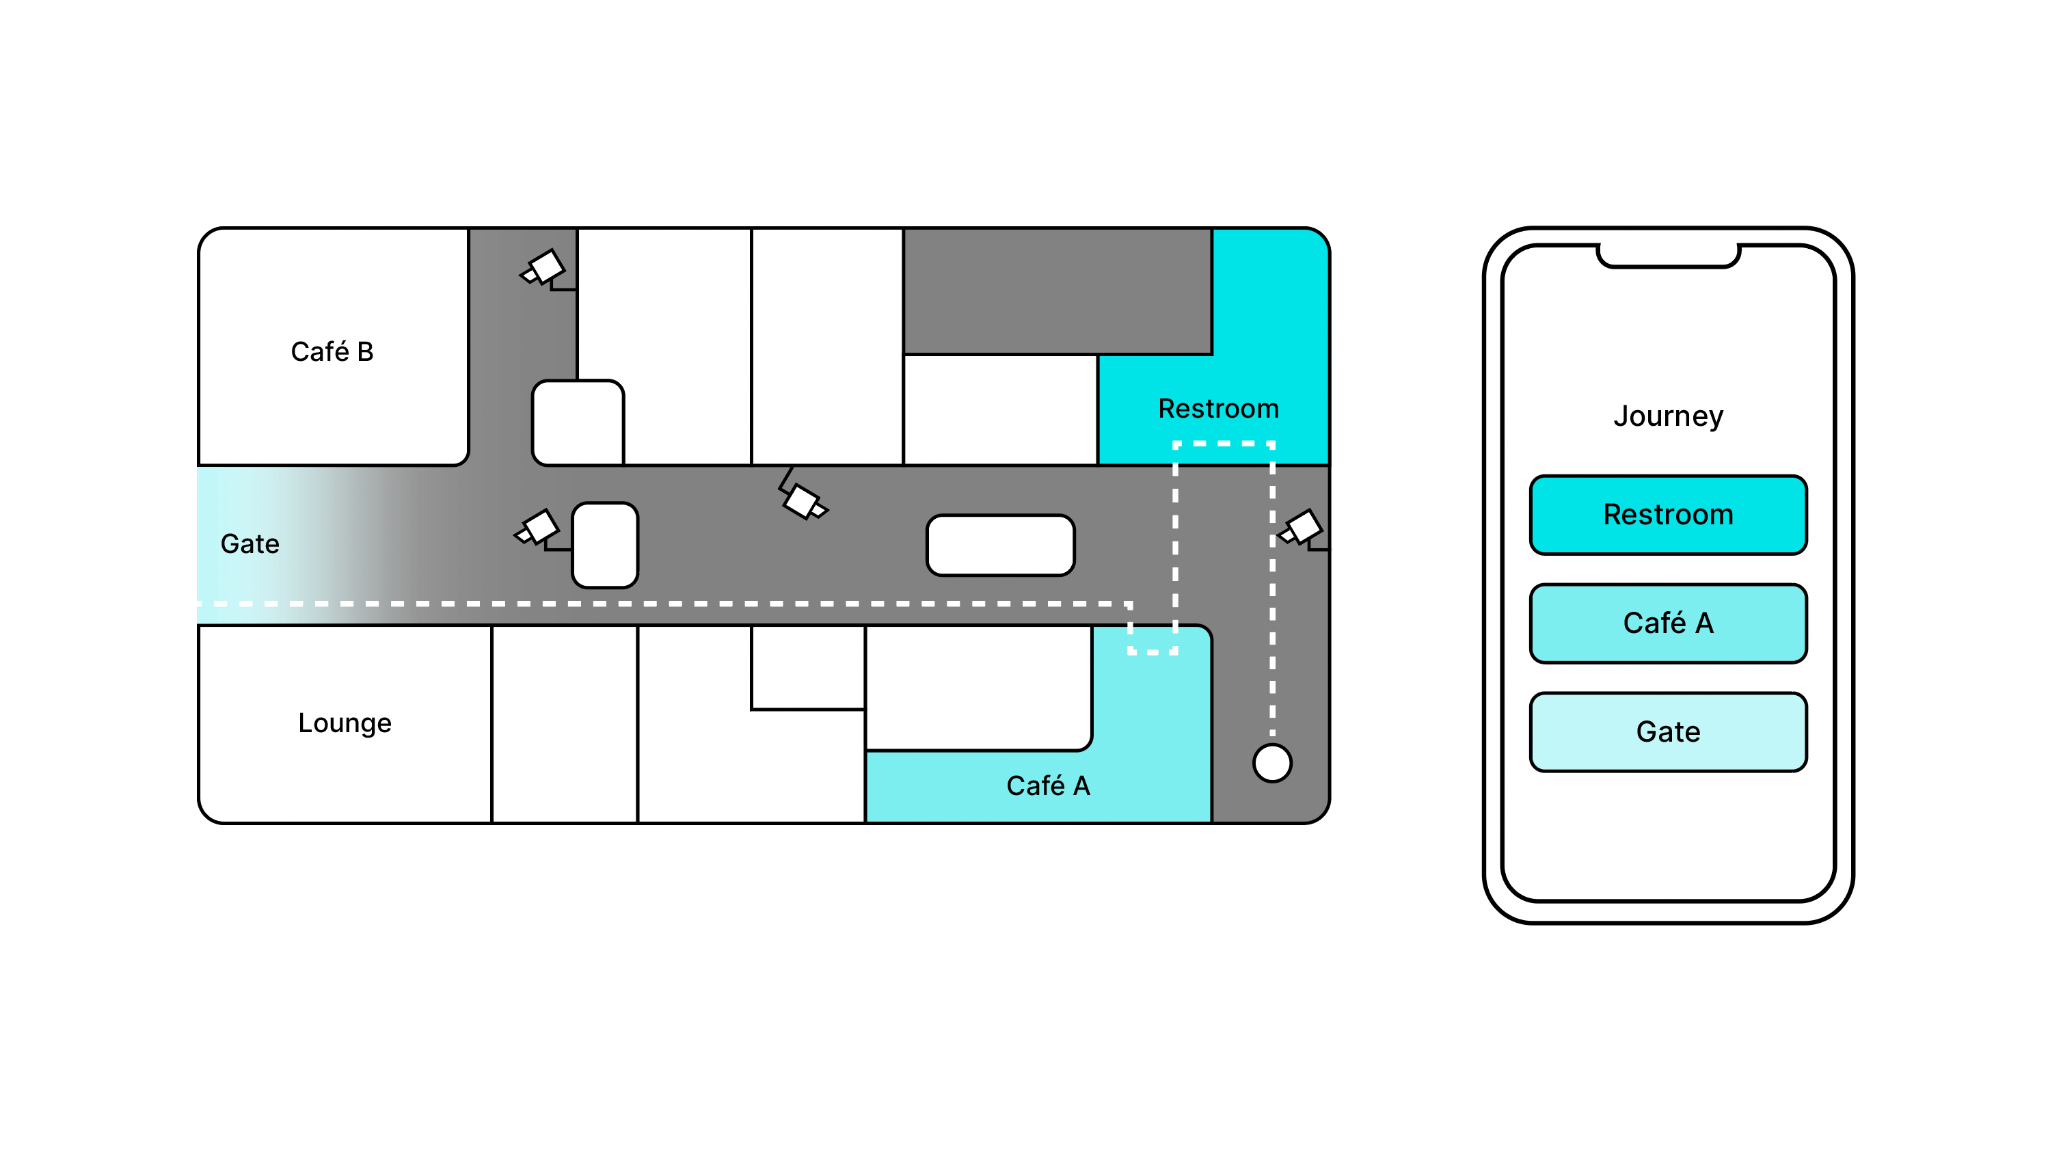 Café B
Restroom
Gate
Lounge
Café A
Journey
Restroom
Café A
Gate